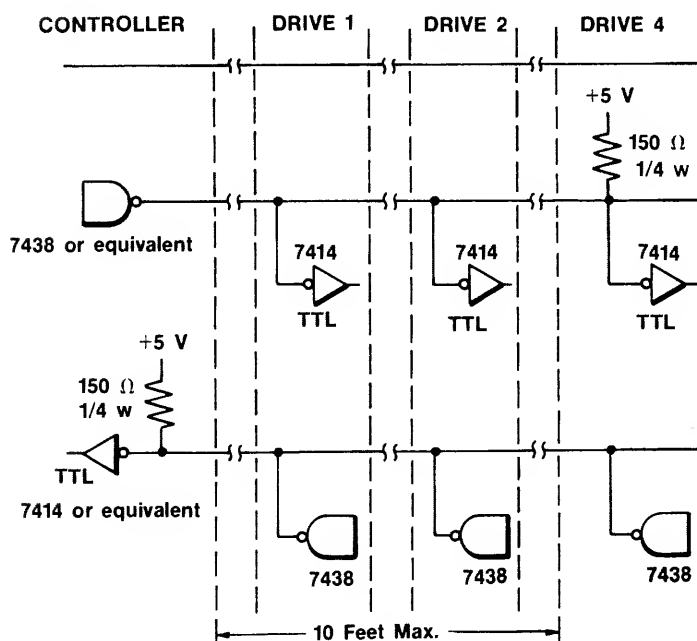 CONTROLLER DRIVE 1 DRIVE 2 DRIVE 4
+5 V
150 Ω
1/4 w
7438 or equivalent
7414 7414 7414
TTL TTL TTL
+5 V
150 Ω
1/4 w
TTL
7414 or equivalent
7438 7438 7438
10 Feet Max.